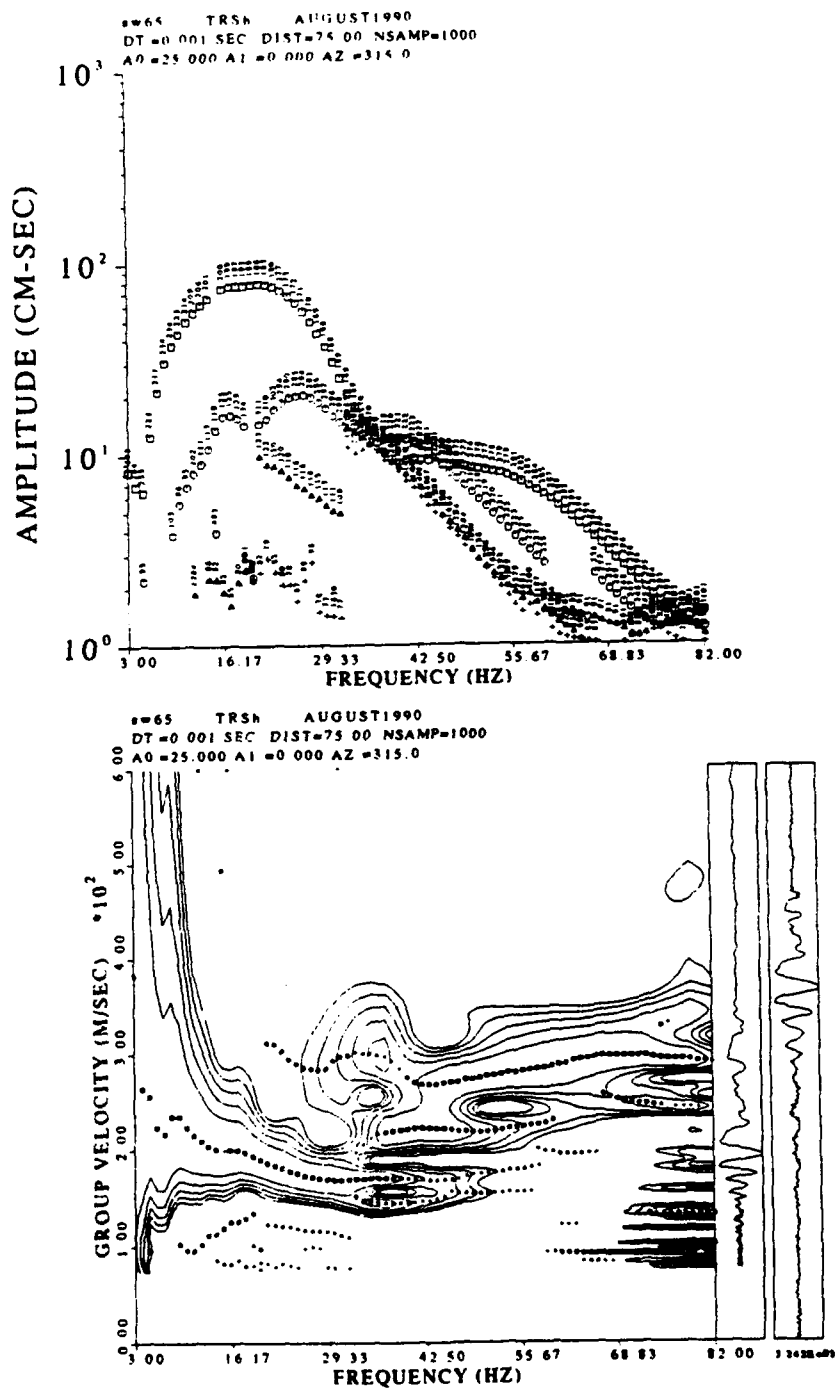 sw65 TRSh AUGUST1990
DT =0.001 SEC DIST=75.00 NSAMP=1000
A0 =25.000 A1 =0.000 AZ =315.0
AMPLITUDE (CM-SEC)
10³
10²
10¹
10⁰
3.00 16.17 29.33 42.50 55.67 68.83 82.00
FREQUENCY (HZ)
sw65 TRSh AUGUST1990
DT =0.001 SEC DIST=75.00 NSAMP=1000
A0 =25.000 A1 =0.000 AZ =315.0
GROUP VELOCITY (M/SEC) *10²
6 00
5 00
4 00
3 00
2 00
1 00
0 00
3 00 16 17 29 33 42 50 55 67 68 83 82 00
FREQUENCY (HZ)